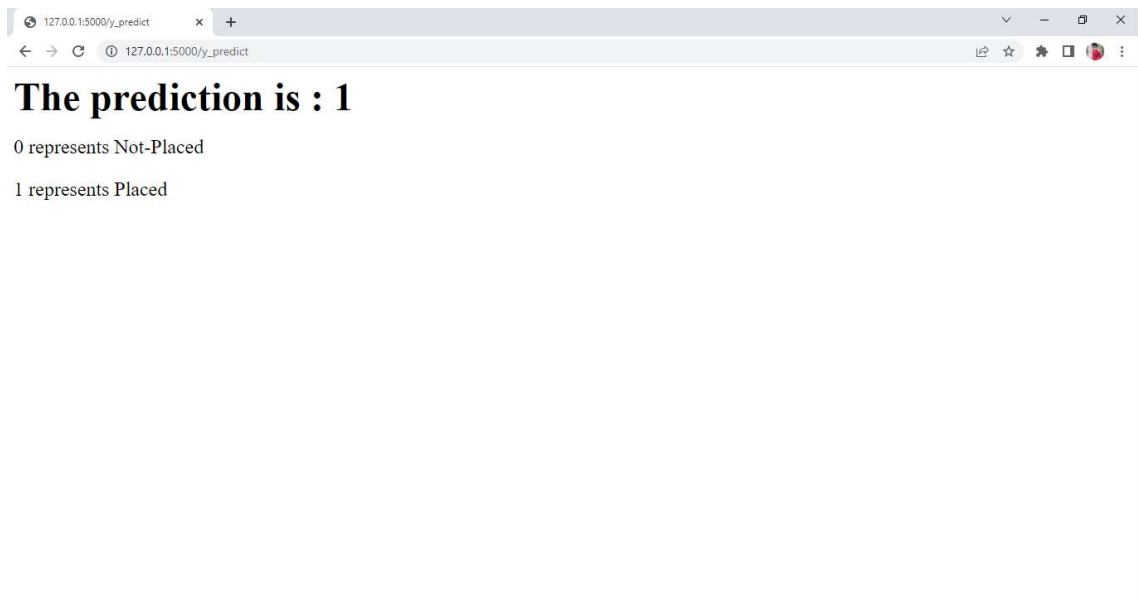 127.0.0.1:5000/y_predict
127.0.0.1:5000/y_predict
The prediction is : 1
0 represents Not-Placed
1 represents Placed